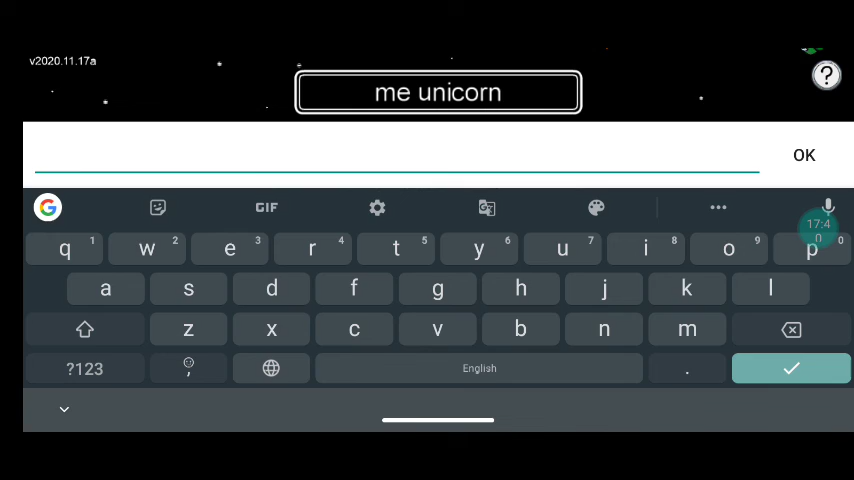 v2020.11.17a
?
me unicorn
OK
G GIF
17:4
q 1 w 2 e 3 r 4 t 5 y 6 u 7 i 8 o 9 p 0
a s d f g h j k l
z x c v b n m
?123 , English .